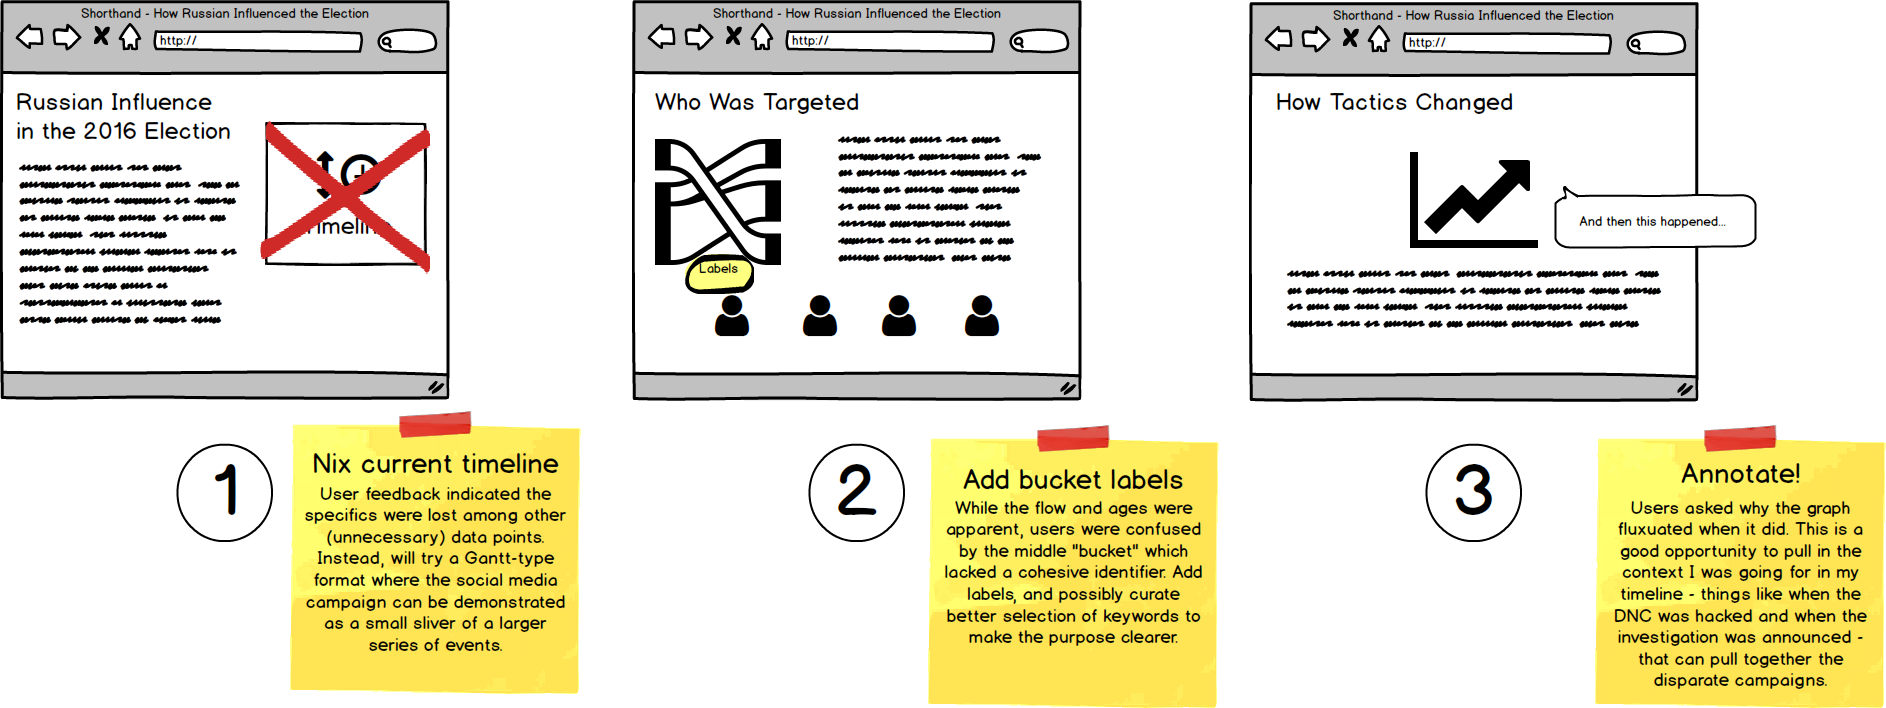 Shorthand - How Russian Influenced the Election
http://
Russian Influence
in the 2016 Election
Timeline
Shorthand - How Russian Influenced the Election
http://
Who Was Targeted
Labels
Shorthand - How Russia Influenced the Election
http://
How Tactics Changed
And then this happened...
1
Nix current timeline
User feedback indicated the
specifics were lost among other
(unnecessary) data points.
Instead, will try a Gantt-type
format where the social media
campaign can be demonstrated
as a small sliver of a larger
series of events.
2
Add bucket labels
While the flow and ages were
apparent, users were confused
by the middle "bucket" which
lacked a cohesive identifier. Add
labels, and possibly curate
better selection of keywords to
make the purpose clearer.
3
Annotate!
Users asked why the graph
fluxuated when it did. This is a
good opportunity to pull in the
context I was going for in my
timeline - things like when the
DNC was hacked and when the
investigation was announced -
that can pull together the
disparate campaigns.